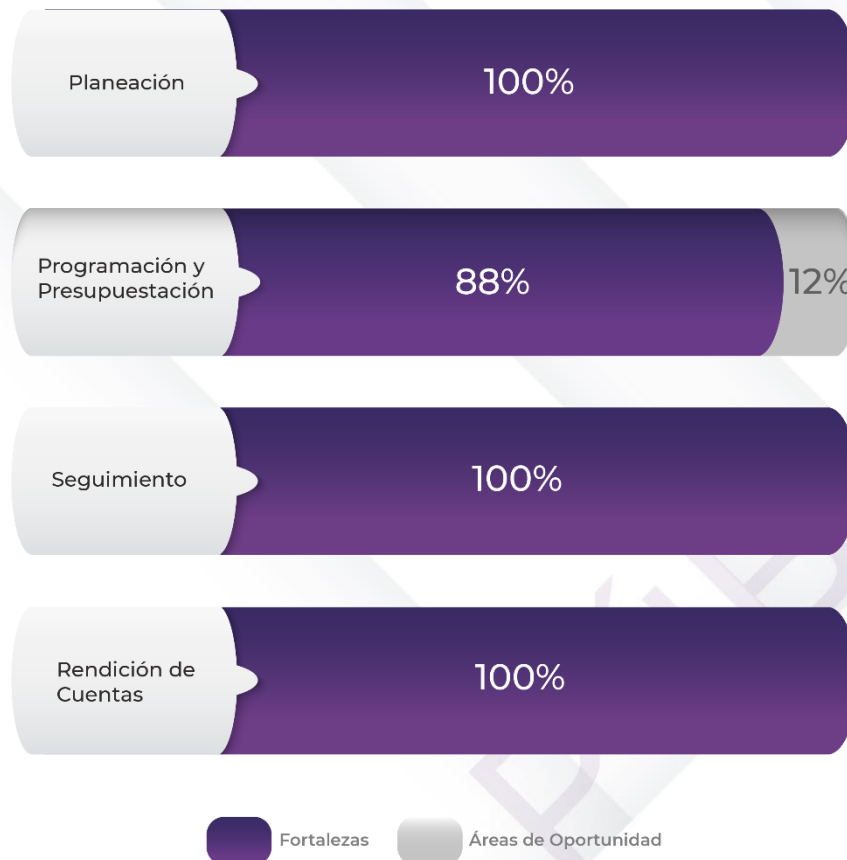 Planeación
100%
Programación y
Presupuestación
88%
12%
Seguimiento
100%
Rendición de
Cuentas
100%
Fortalezas
Áreas de Oportunidad